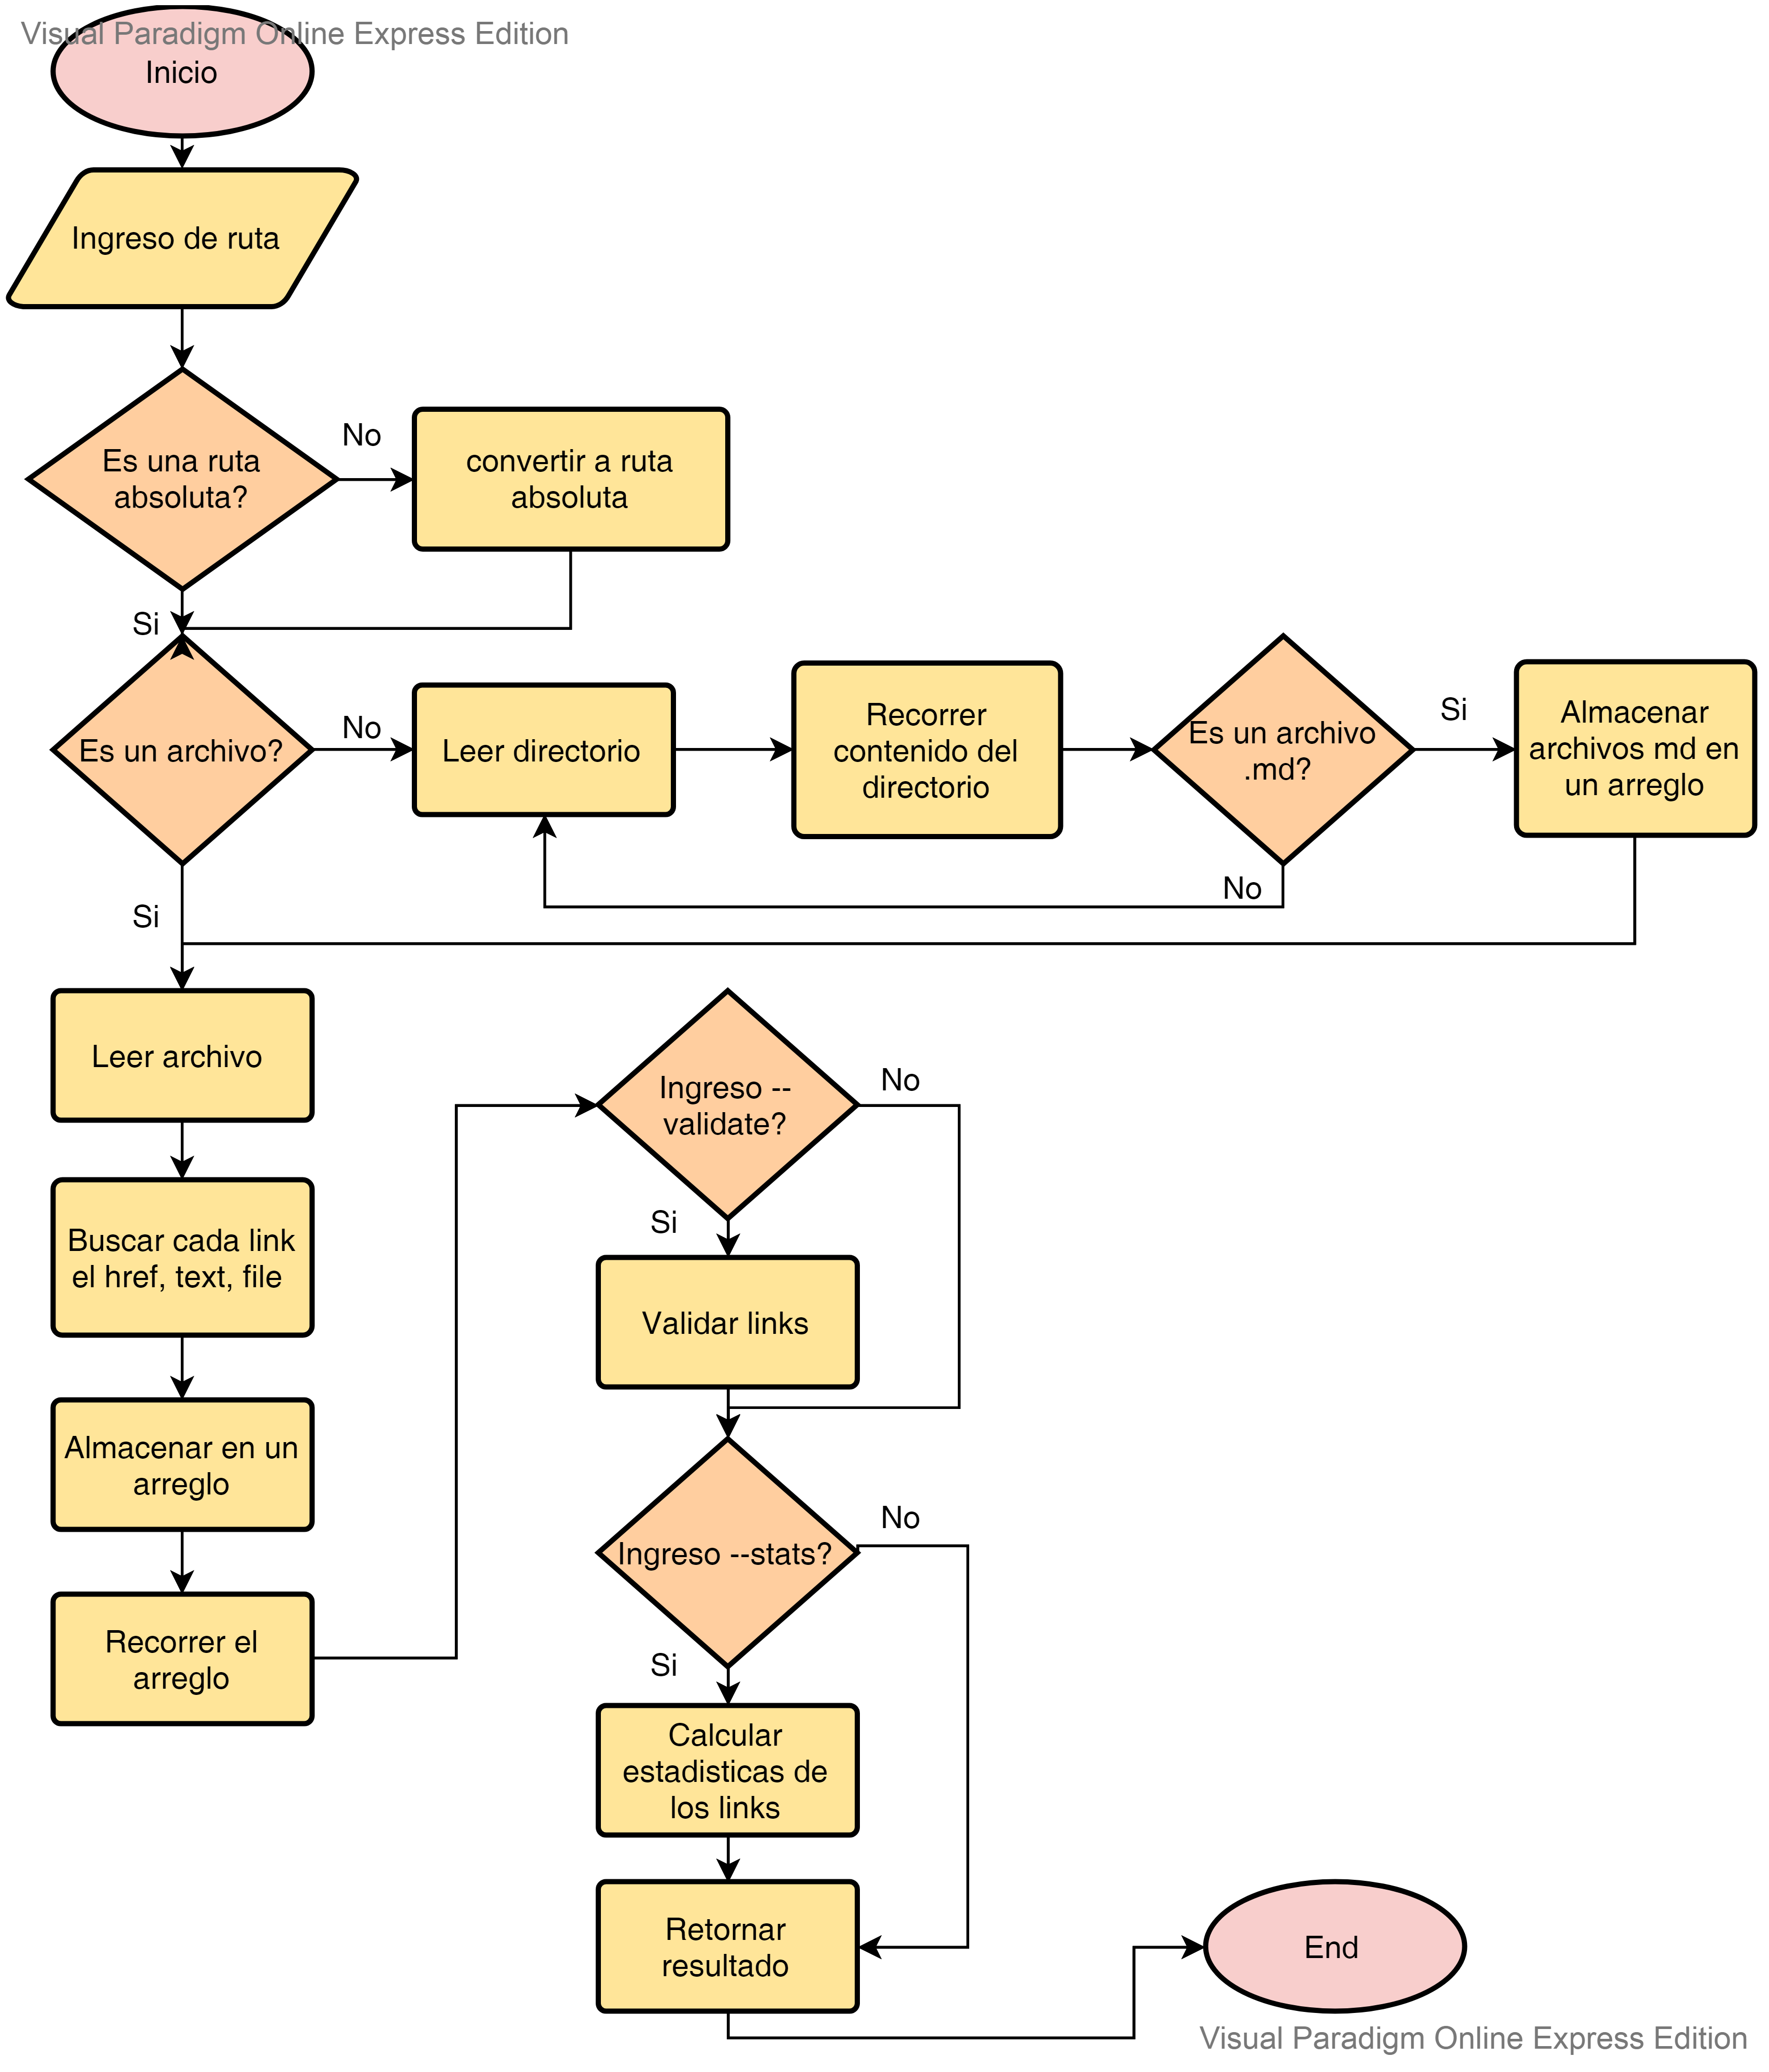 Visual Paradigm Online Express Edition
Inicio
Ingreso de ruta
Es una ruta
absoluta?
No
convertir a ruta
absoluta
Si
Es un archivo?
No
Leer directorio
Recorrer
contenido del
directorio
Es un archivo
.md?
Si
Almacenar
archivos md en
un arreglo
No
Si
Leer archivo
Buscar cada link
el href, text, file
Almacenar en un
arreglo
Recorrer el
arreglo
Ingreso --
validate?
No
Si
Validar links
Ingreso --stats?
No
Si
Calcular
estadisticas de
los links
Retornar
resultado
End
Visual Paradigm Online Express Edition